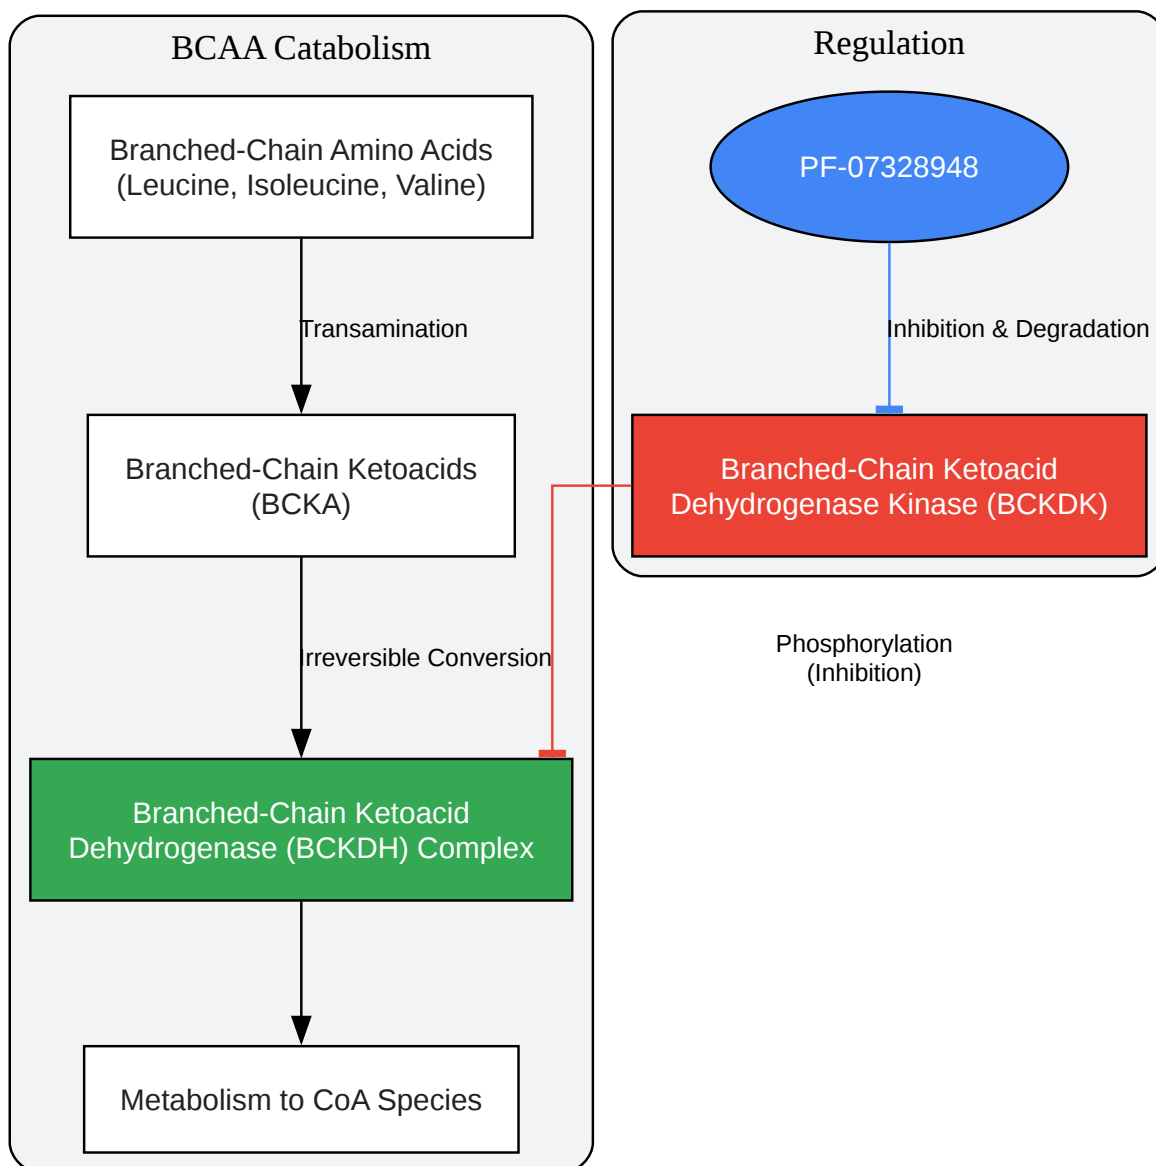 BCAA Catabolism
Branched-Chain Amino Acids
(Leucine, Isoleucine, Valine)
Transamination
Branched-Chain Ketoacids
(BCKA)
Irreversible Conversion
Branched-Chain Ketoacid
Dehydrogenase (BCKDH) Complex
Metabolism to CoA Species
Regulation
PF-07328948
Inhibition & Degradation
Branched-Chain Ketoacid
Dehydrogenase Kinase (BCKDK)
Phosphorylation
(Inhibition)